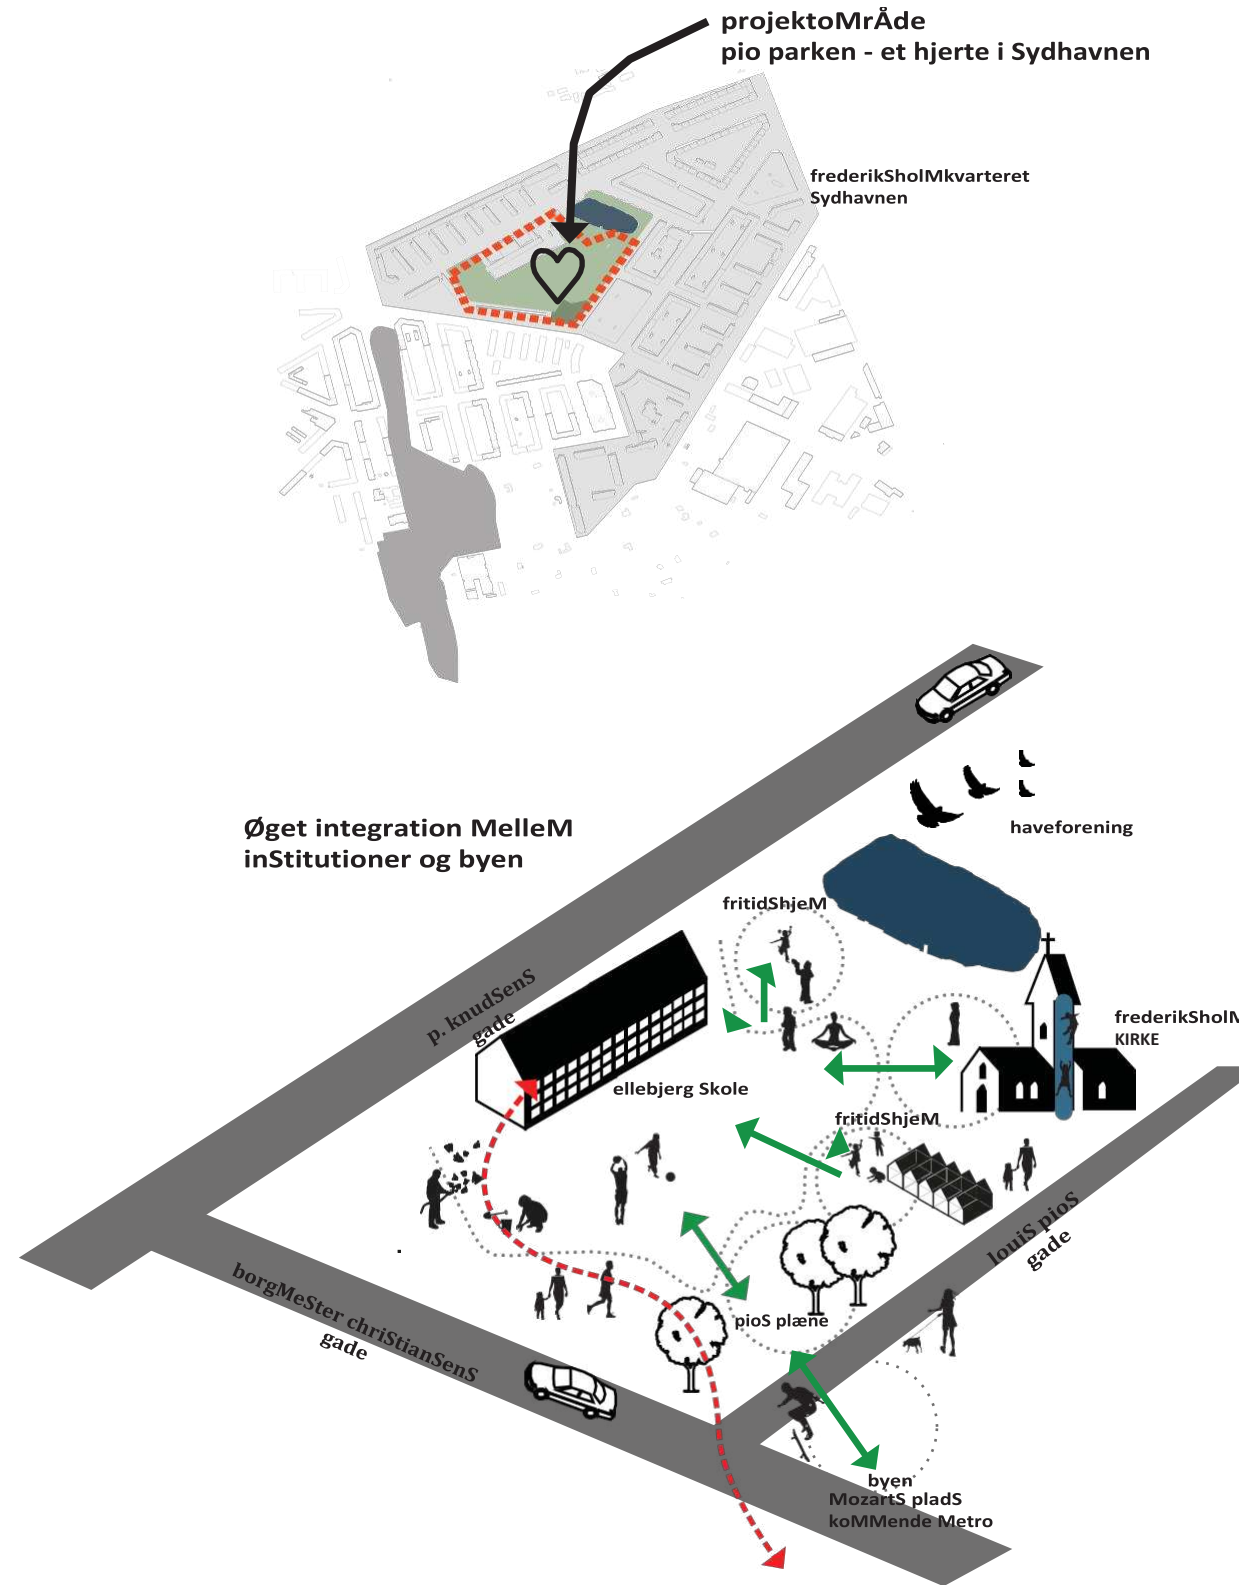 projektoMrÅde
pio parken - et hjerte i Sydhavnen
frederikSholMkvarteret
Sydhavnen
Øget integration MelleM
inStitutioner og byen
haveforening
fritidShjeM
p. knudSenS
gade
frederikSholM
KIRKE
ellebjerg Skole
fritidShjeM
louiS pioS
gade
borgMeSter chriStianSenS
gade
pioS plæne
byen
MozartS pladS
koMMende Metro